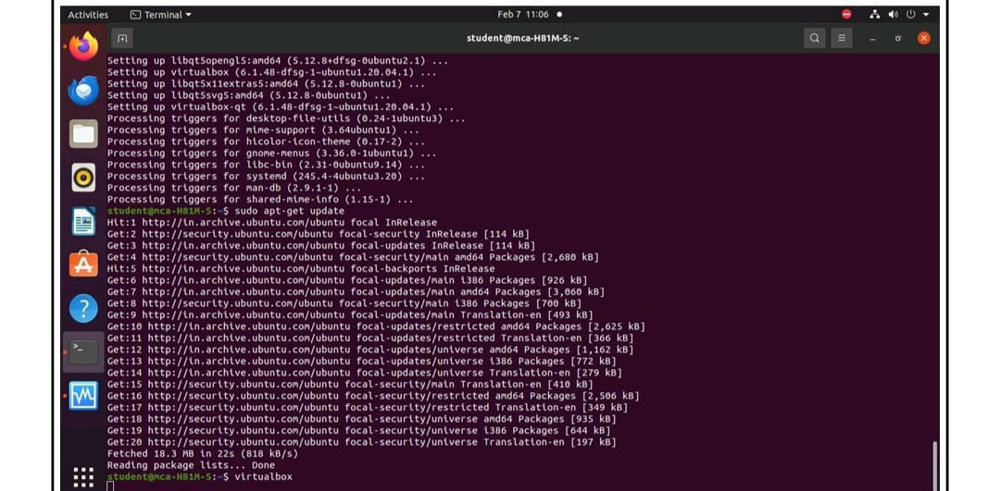 Activities Terminal Feb 7 11:06
student@mca-H81M-S: ~
Setting up libqt5opengl5:amd64 (5.12.8+dfsg-0ubuntu2.1) ...
Setting up virtualbox (6.1.48-dfsg-1~ubuntu1.20.04.1) ...
Setting up libqt5x11extras5:amd64 (5.12.8-0ubuntu1) ...
Setting up libqt5svg5:amd64 (5.12.8-0ubuntu1) ...
Setting up virtualbox-qt (6.1.48-dfsg-1~ubuntu1.20.04.1) ...
Processing triggers for desktop-file-utils (0.24-1ubuntu3) ...
Processing triggers for mime-support (3.64ubuntu1) ...
Processing triggers for hicolor-icon-theme (0.17-2) ...
Processing triggers for gnome-menus (3.36.0-1ubuntu1) ...
Processing triggers for libc-bin (2.31-0ubuntu9.14) ...
Processing triggers for systemd (245.4-4ubuntu3.20) ...
Processing triggers for man-db (2.9.1-1) ...
Processing triggers for shared-mime-info (1.15-1) ...
student@mca-H81M-S:~$ sudo apt-get update
Hit:1 http://in.archive.ubuntu.com/ubuntu focal InRelease
Get:2 http://security.ubuntu.com/ubuntu focal-security InRelease [114 kB]
Get:3 http://in.archive.ubuntu.com/ubuntu focal-updates InRelease [114 kB]
Get:4 http://security.ubuntu.com/ubuntu focal-security/main amd64 Packages [2,680 kB]
Hit:5 http://in.archive.ubuntu.com/ubuntu focal-backports InRelease
Get:6 http://in.archive.ubuntu.com/ubuntu focal-updates/main i386 Packages [926 kB]
Get:7 http://in.archive.ubuntu.com/ubuntu focal-updates/main amd64 Packages [3,060 kB]
Get:8 http://security.ubuntu.com/ubuntu focal-security/main i386 Packages [700 kB]
Get:9 http://in.archive.ubuntu.com/ubuntu focal-updates/main Translation-en [493 kB]
Get:10 http://in.archive.ubuntu.com/ubuntu focal-updates/restricted amd64 Packages [2,625 kB]
Get:11 http://in.archive.ubuntu.com/ubuntu focal-updates/restricted Translation-en [366 kB]
Get:12 http://in.archive.ubuntu.com/ubuntu focal-updates/universe amd64 Packages [1,162 kB]
Get:13 http://in.archive.ubuntu.com/ubuntu focal-updates/universe i386 Packages [772 kB]
Get:14 http://in.archive.ubuntu.com/ubuntu focal-updates/universe Translation-en [279 kB]
Get:15 http://security.ubuntu.com/ubuntu focal-security/main Translation-en [410 kB]
Get:16 http://security.ubuntu.com/ubuntu focal-security/restricted amd64 Packages [2,506 kB]
Get:17 http://security.ubuntu.com/ubuntu focal-security/restricted Translation-en [349 kB]
Get:18 http://security.ubuntu.com/ubuntu focal-security/universe amd64 Packages [935 kB]
Get:19 http://security.ubuntu.com/ubuntu focal-security/universe i386 Packages [644 kB]
Get:20 http://security.ubuntu.com/ubuntu focal-security/universe Translation-en [197 kB]
Fetched 18.3 MB in 22s (818 kB/s)
Reading package lists... Done
student@mca-H81M-S:~$ virtualbox